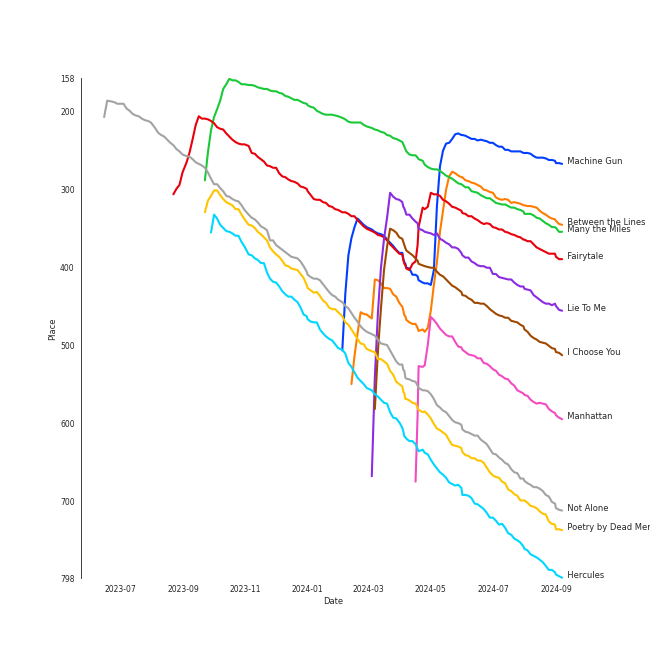 158
200
300
400
500
600
700
798
Place
2023-07
2023-09
2023-11
2024-01
2024-03
2024-05
2024-07
2024-09
Date
Machine Gun
Between the Lines
Many the Miles
Fairytale
Lie To Me
I Choose You
Manhattan
Not Alone
Poetry by Dead Mer
Hercules